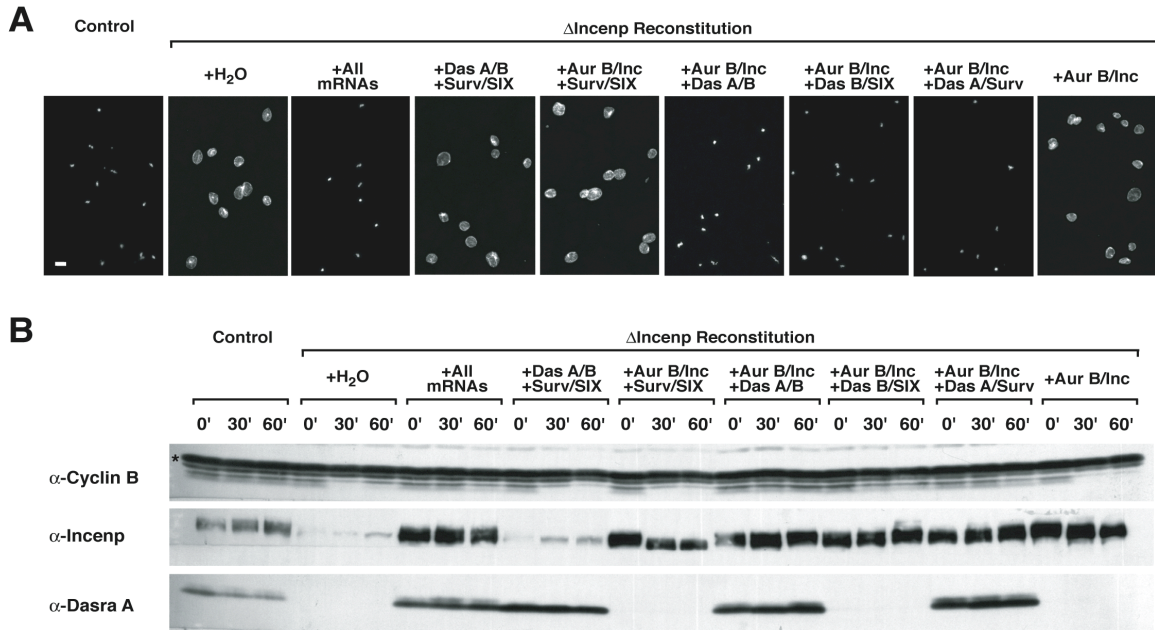 A
Control
ΔIncenp Reconstitution
+H2O
+All
mRNAs
+Das A/B
+Surv/SIX
+Aur B/Inc
+Surv/SIX
+Aur B/Inc
+Das A/B
+Aur B/Inc
+Das B/SIX
+Aur B/Inc
+Das A/Surv
+Aur B/Inc
B
Control
ΔIncenp Reconstitution
+H2O
+All
mRNAs
+Das A/B
+Surv/SIX
+Aur B/Inc
+Surv/SIX
+Aur B/Inc
+Das A/B
+Aur B/Inc
+Das B/SIX
+Aur B/Inc
+Das A/Surv
+Aur B/Inc
0' 30' 60' 0' 30' 60' 0' 30' 60' 0' 30' 60' 0' 30' 60' 0' 30' 60' 0' 30' 60' 0' 30' 60' 0' 30' 60'
*
α-Cyclin B
α-Incenp
α-Dasra A